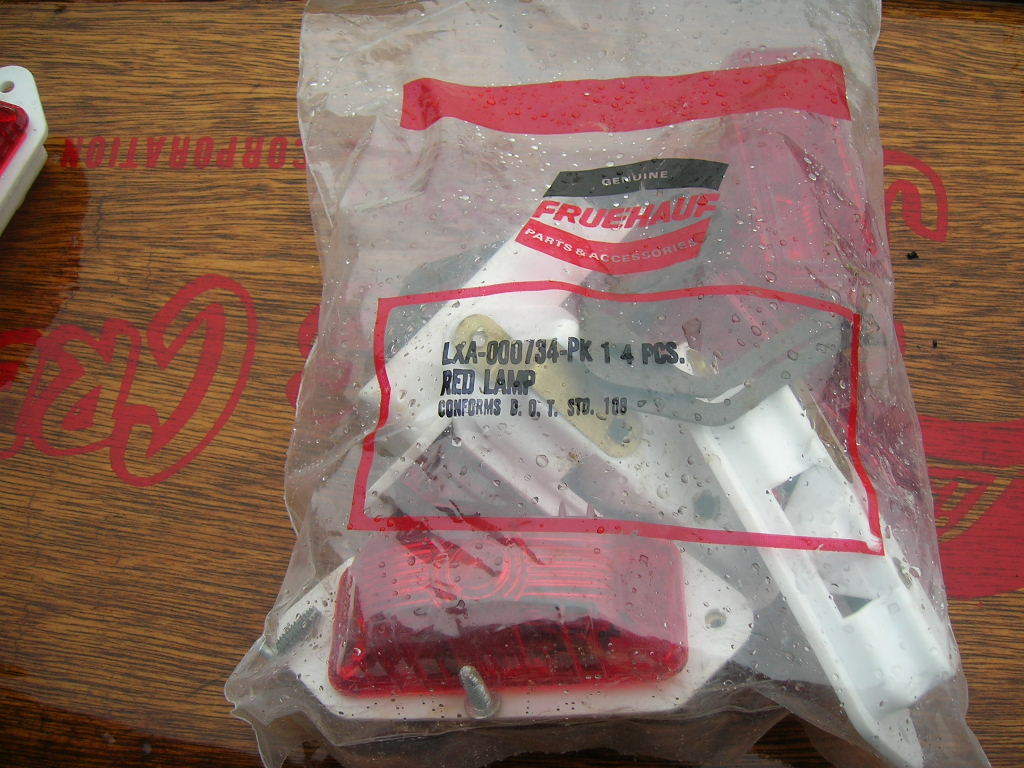 GENUINE
FRUEHAUF
PARTS & ACCESSORIES
LXA-000734-PK 1 4 PCS.
RED LAMP
CONFORMS D. O. T. STD. 108
CORPORATION